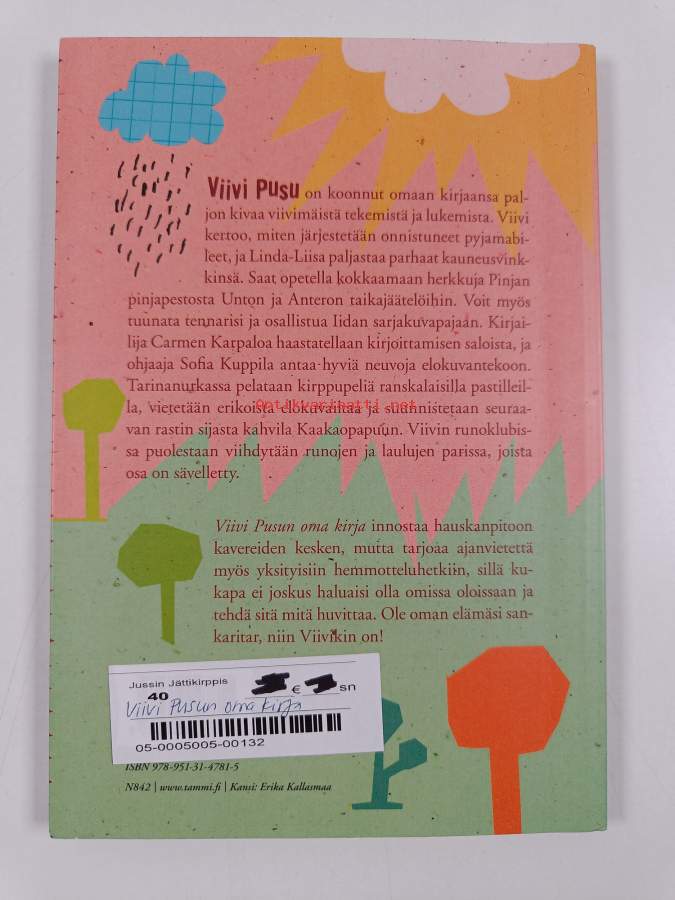 Viivi Pusu on koonnut omaan kirjaansa pal-
jon kivaa viivimäistä tekemistä ja lukemista. Viivi
kertoo, miten järjestetään onnistuneet pyjamabi-
leet, ja Linda-Liisa paljastaa parhaat kauneusvink-
kinsä. Saat opetella kokkaamaan herkkuja Pinjan
pinjapestosta Unton ja Anteron taikajäätelöihin. Voit myös
tuunata tennarisi ja osallistua Iidan sarjakuvapajaan. Kirjai-
lija Carmen Karpaloa haastatellaan kirjoittamisen saloista, ja
ohjaaja Sofia Kuppila antaa hyviä neuvoja elokuvantekoon.
Tarinanurkassa pelataan kirppupeliä ranskalaisilla pastilleil-
la, vietetään erikoista elokuvailtaa ja suunnistetaan seuraa-
antikvariaatti.net
van rastin sijasta kahvila Kaakaopapuun. Viivin runoklubis-
sa puolestaan viihdytään runojen ja laulujen parissa, joista
osa on sävelletty.
Viivi Pusun oma kirja innostaa hauskanpitoon
kavereiden kesken, mutta tarjoaa ajanvietettä
myös yksityisiin hemmotteluhetkiin, sillä ku-
kapa ei joskus haluaisi olla omissa oloissaan ja
tehdä sitä mitä huvittaa. Ole oman elämäsi san-
karitar, niin Viivikin on!
Jussin Jättikirppis
40 € sn
Viivi Pusun oma kirja
05-0005005-00132
ISBN 978-951-31-4781-5
N842 | www.tammi.fi | Kansi: Erika Kallasmaa